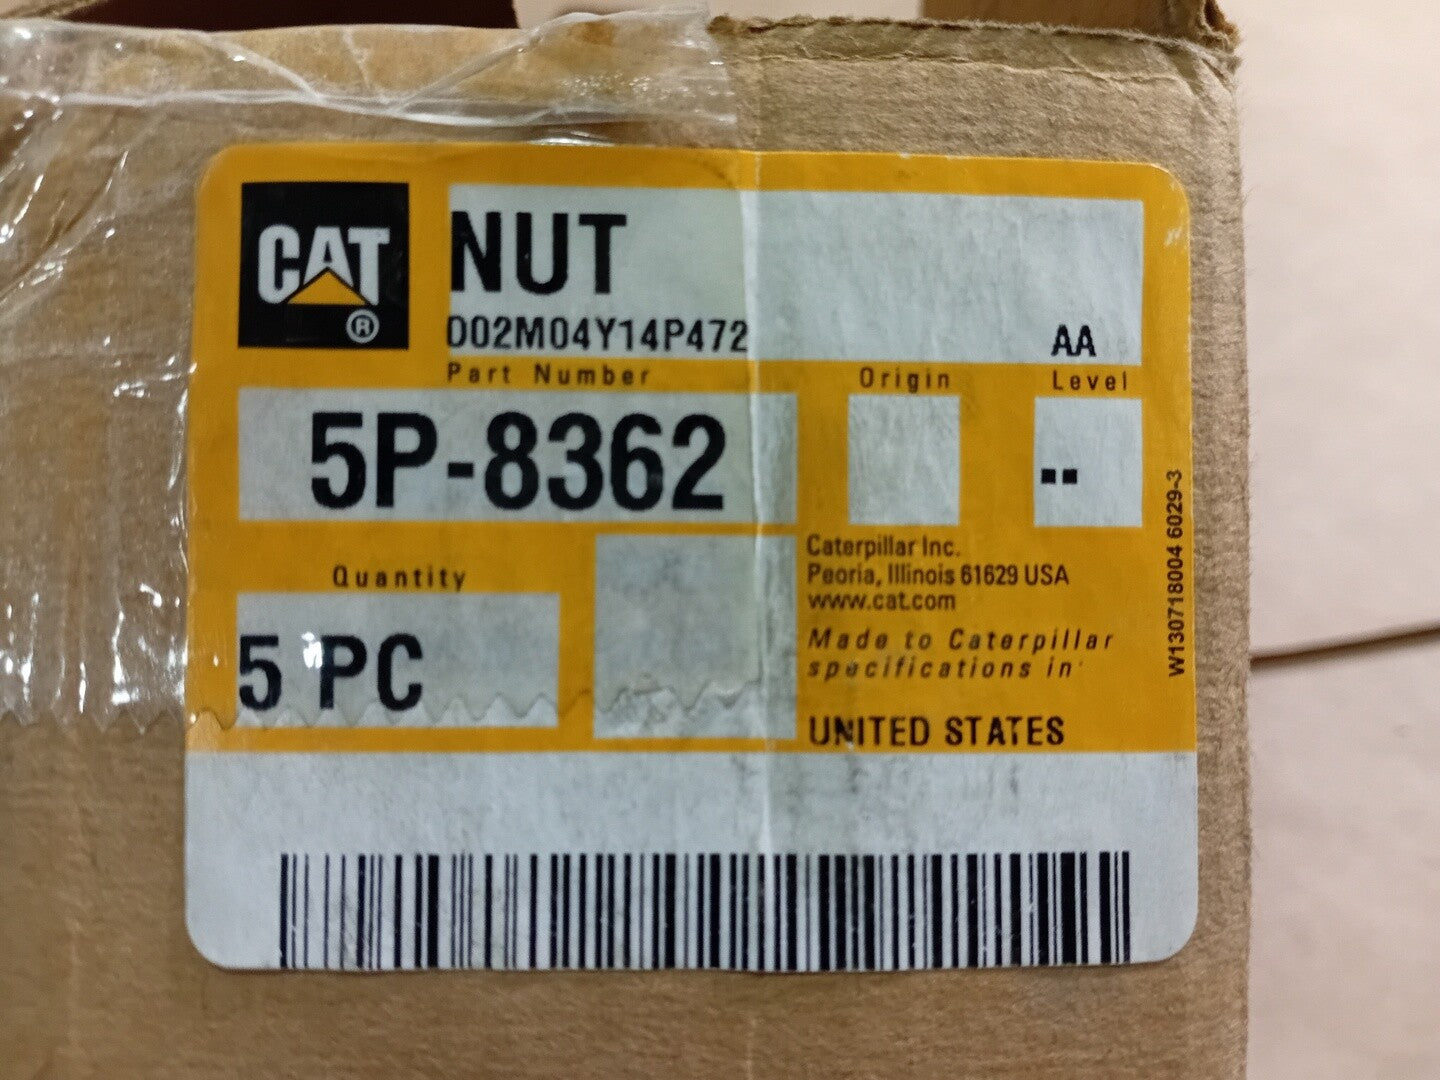 CAT
®
NUT
D02M04Y14P472
AA
Part Number
Origin
Level
5P-8362
--
Quantity
5 PC
Caterpillar Inc.
Peoria, Illinois 61629 USA
www.cat.com
Made to Caterpillar
specifications in
UNITED STATES
W130718004 6029-3